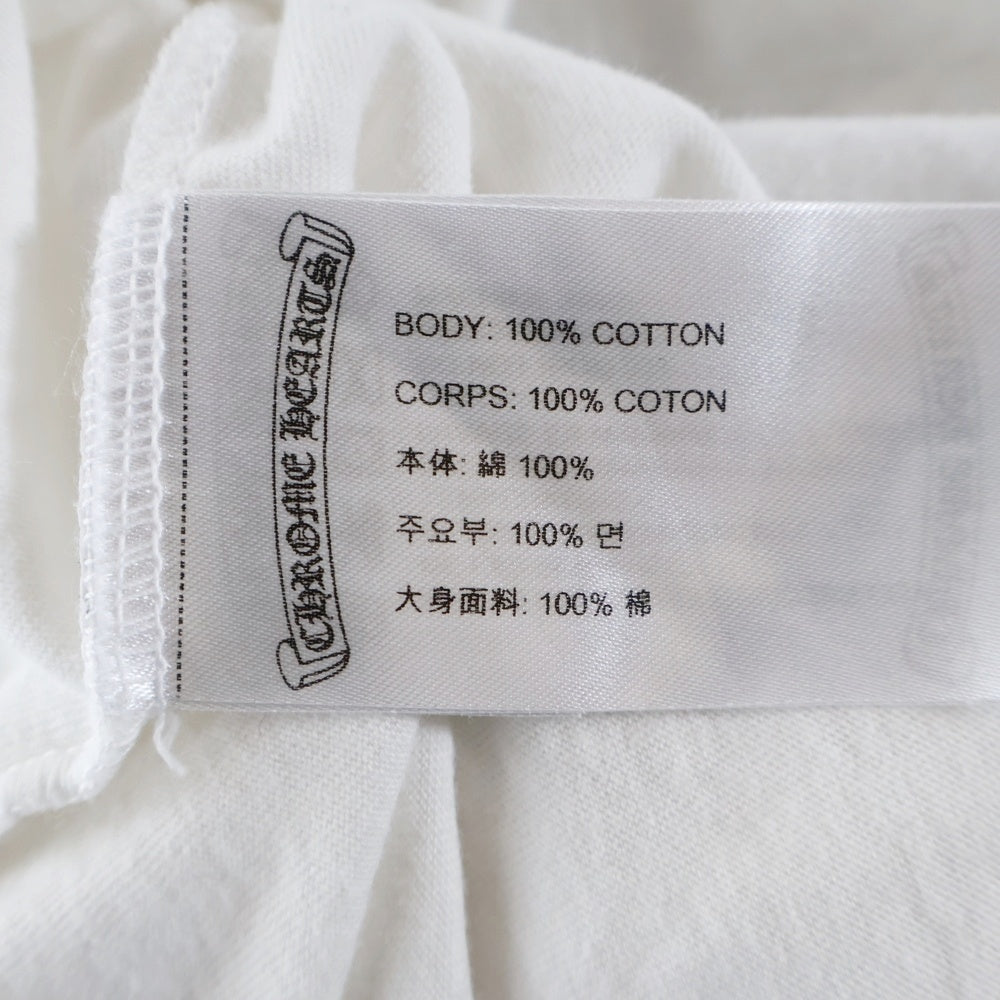 CHROME HEARTS
BODY: 100% COTTON
CORPS: 100% COTON
本体: 綿 100%
주요부: 100% 면
大身面料: 100% 棉